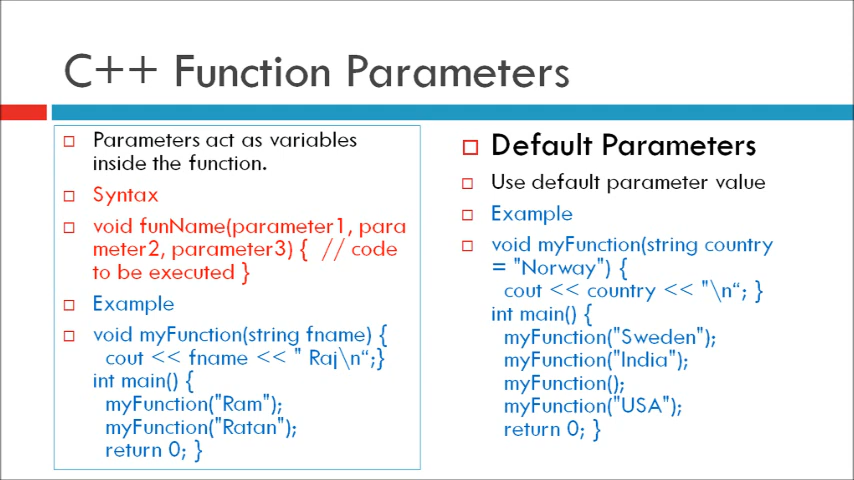 C++ Function Parameters
Parameters act as variables
inside the function.
Syntax
void funName(parameter1, para
meter2, parameter3) {  // code
to be executed }
Example
void myFunction(string fname) {
cout << fname << " Raj\n“;}
int main() {
myFunction("Ram");
myFunction("Ratan");
return 0; }
Default Parameters
Use default parameter value
Example
void myFunction(string country
= "Norway") {
cout << country << "\n“; }
int main() {
myFunction("Sweden");
myFunction("India");
myFunction();
myFunction("USA");
return 0; }